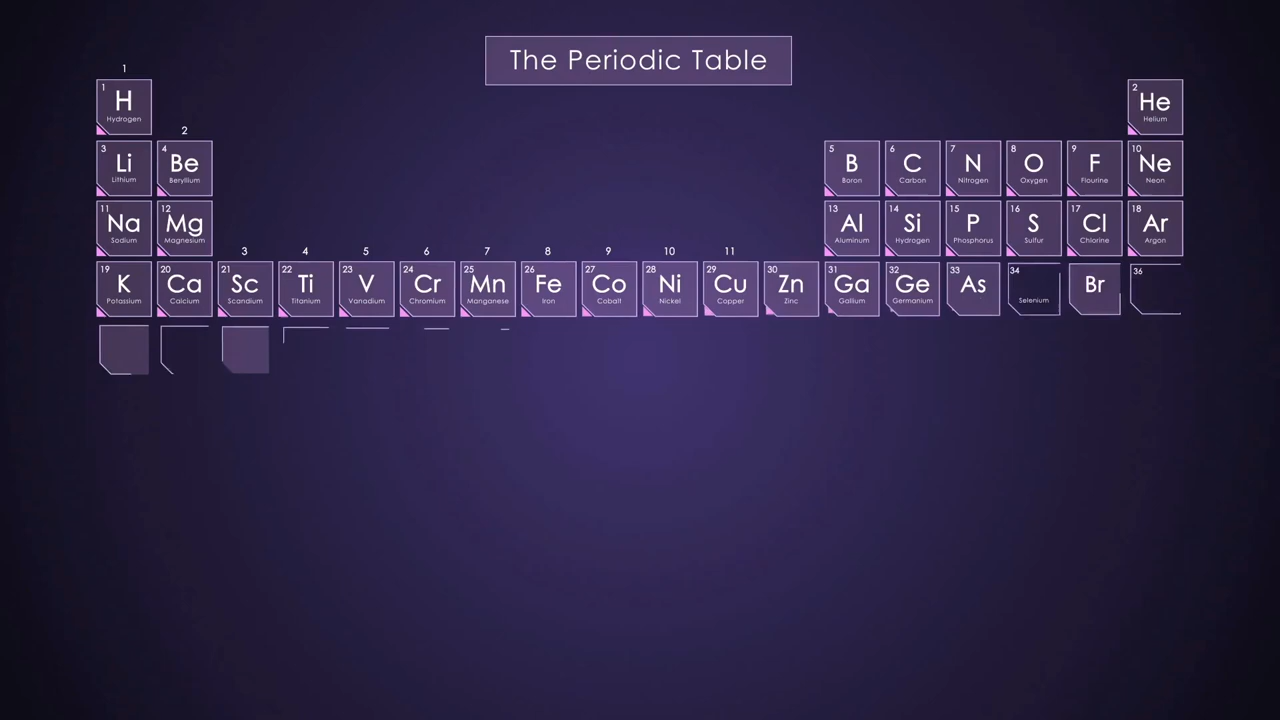 The Periodic Table
1
1 H Hydrogen
2 He Helium
2
3 Li Lithium
4 Be Beryllium
5 B Boron
6 C Carbon
7 N Nitrogen
8 O Oxygen
9 F Flourine
10 Ne Neon
11 Na Sodium
12 Mg Magnesium
13 Al Aluminum
14 Si Hydrogen
15 P Phosphorus
16 S Sulfur
17 Cl Chlorine
18 Ar Argon
3 4 5 6 7 8 9 10 11
19 K Potassium
20 Ca Calcium
21 Sc Scandium
22 Ti Titanium
23 V Vanadium
24 Cr Chromium
25 Mn Manganese
26 Fe Iron
27 Co Cobalt
28 Ni Nickel
29 Cu Copper
30 Zn Zinc
31 Ga Gallium
32 Ge Germanium
33 As
34 Selenium
Br
36